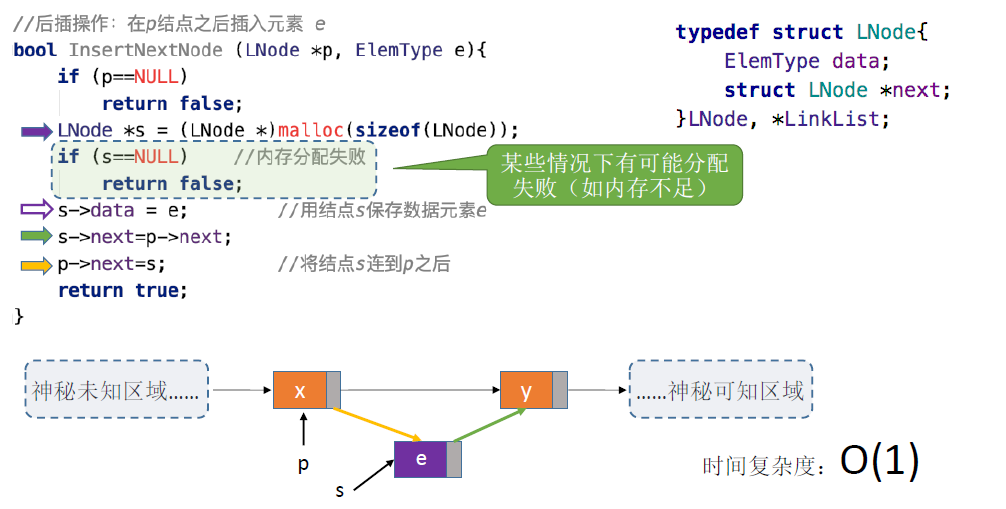 //后插操作：在p结点之后插入元素 e
bool InsertNextNode (LNode *p, ElemType e){
    if (p==NULL)
        return false;
    LNode *s = (LNode *)malloc(sizeof(LNode));
    if (s==NULL)    //内存分配失败
        return false;
    s->data = e;        //用结点s保存数据元素e
    s->next=p->next;
    p->next=s;          //将结点s连到p之后
    return true;
}
typedef struct LNode{
    ElemType data;
    struct LNode *next;
}LNode, *LinkList;
某些情况下有可能分配
失败（如内存不足）
神秘未知区域……
x
y
……神秘可知区域
p
e
s
时间复杂度：O(1)